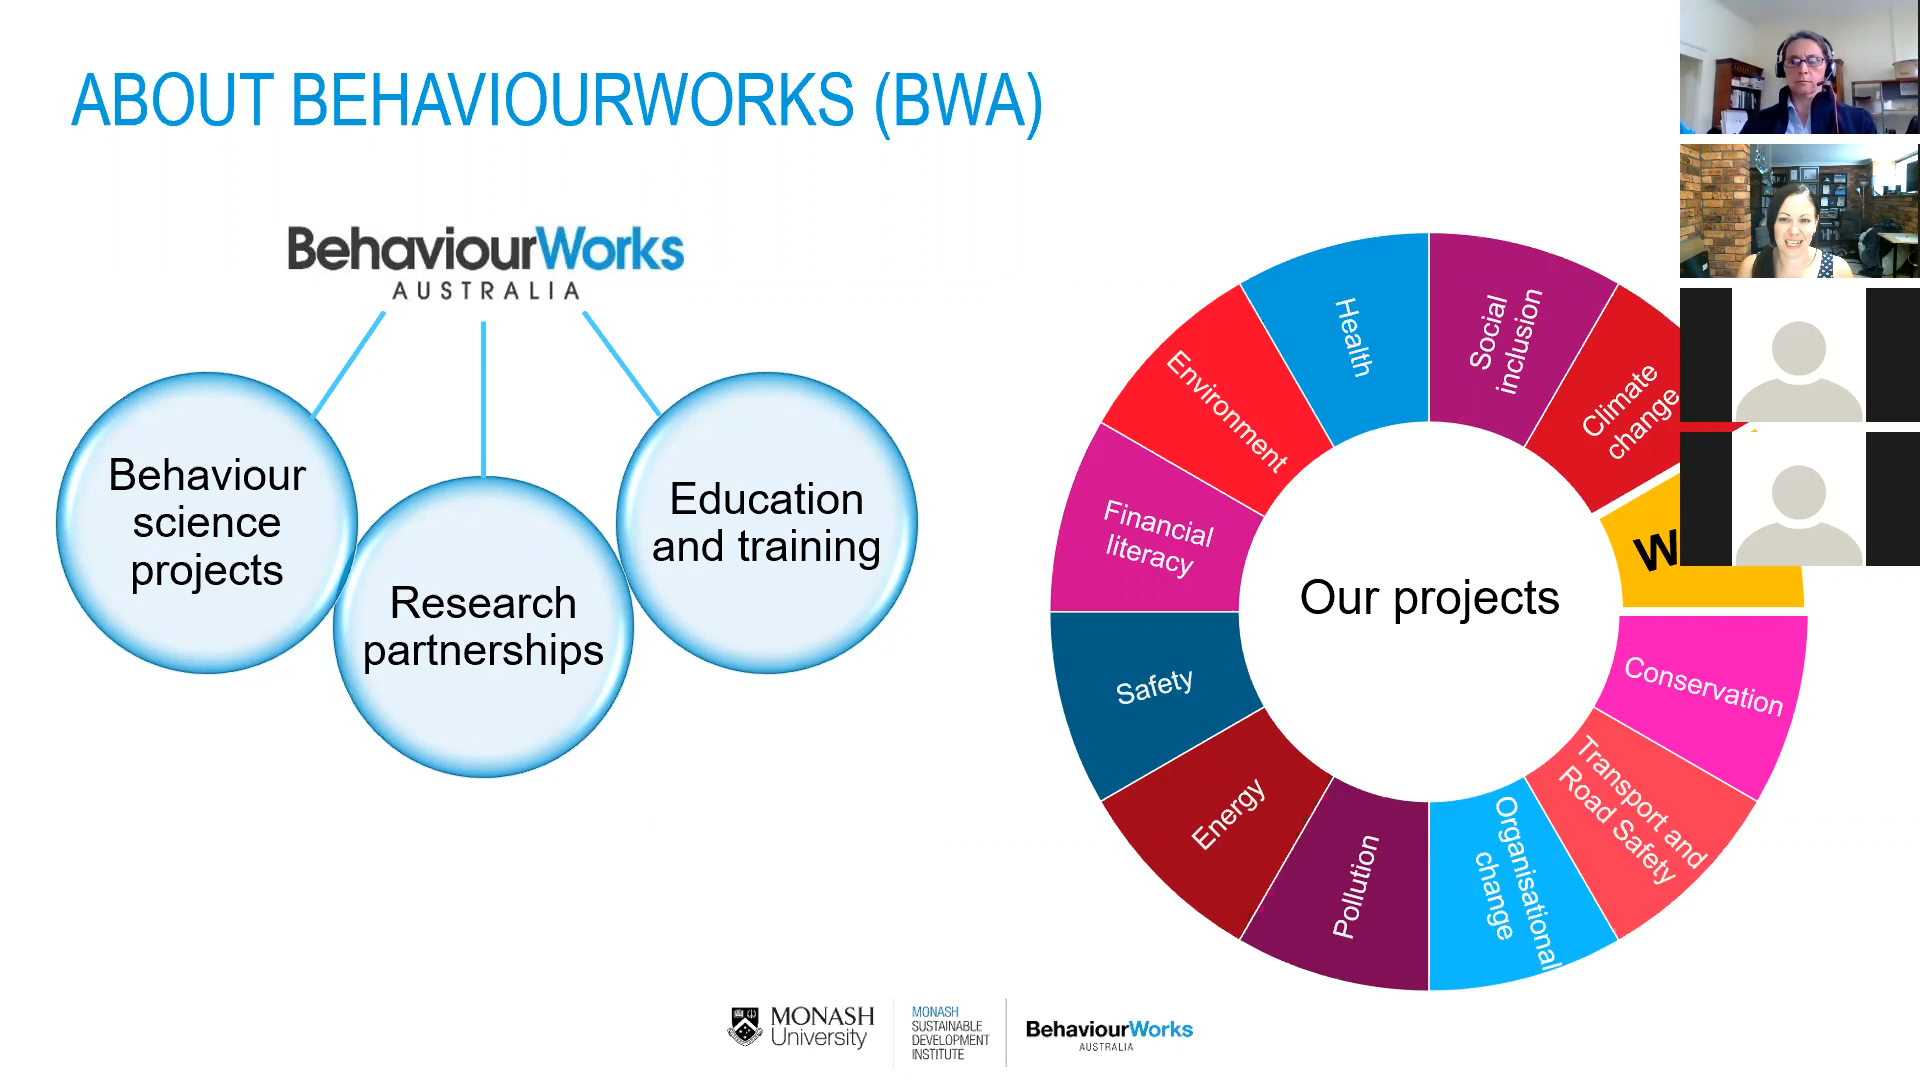 ABOUT BEHAVIOURWORKS (BWA)
BehaviourWorks
AUSTRALIA
Behaviour
science
projects
Research
partnerships
Education
and training
Our projects
Health
Social
inclusion
Climate
change
Conservation
Transport and
Road Safety
Organisational
change
Pollution
Energy
Safety
Financial
literacy
Environment
MONASH
University
MONASH
SUSTAINABLE
DEVELOPMENT
INSTITUTE
BehaviourWorks
AUSTRALIA